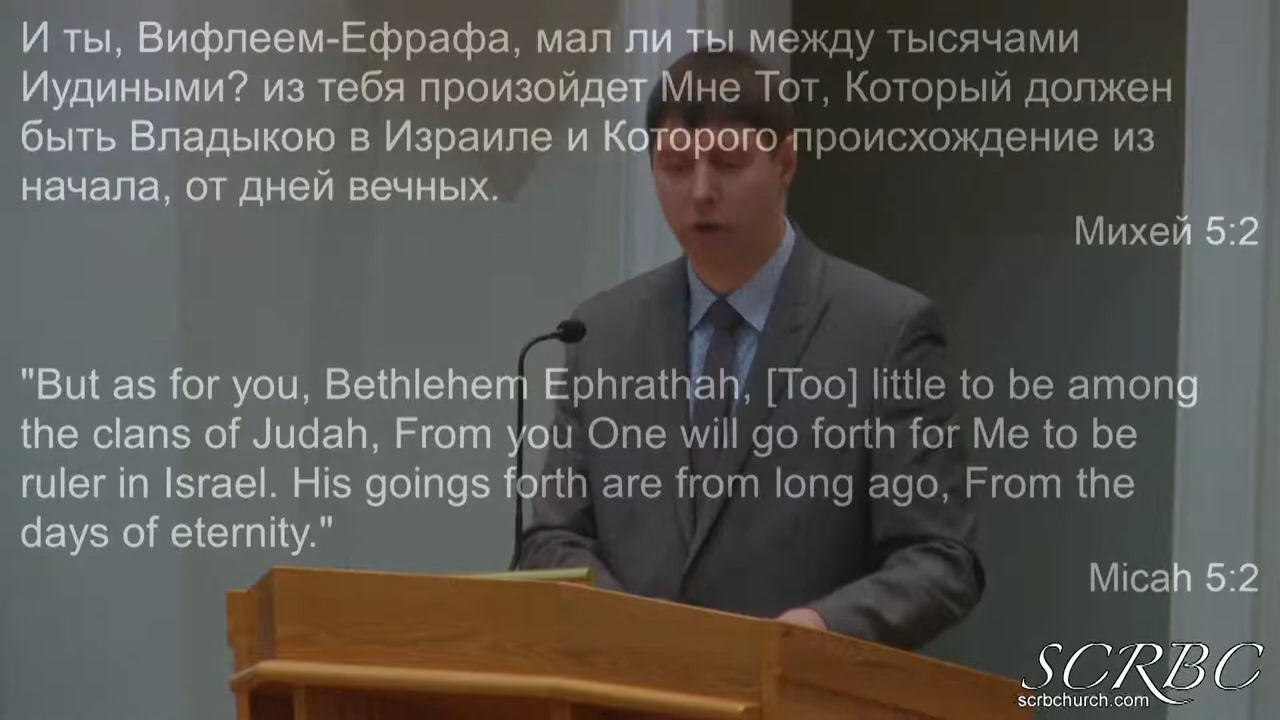 И ты, Вифлеем-Ефрафа, мал ли ты между тысячами
Иудиными? из тебя произойдет Мне Тот, Который должен
быть Владыкою в Израиле и Которого происхождение из
начала, от дней вечных.
Михей 5:2
"But as for you, Bethlehem Ephrathah, [Too] little to be among
the clans of Judah, From you One will go forth for Me to be
ruler in Israel. His goings forth are from long ago, From the
days of eternity."
Micah 5:2
SCRBC
scrbchurch.com